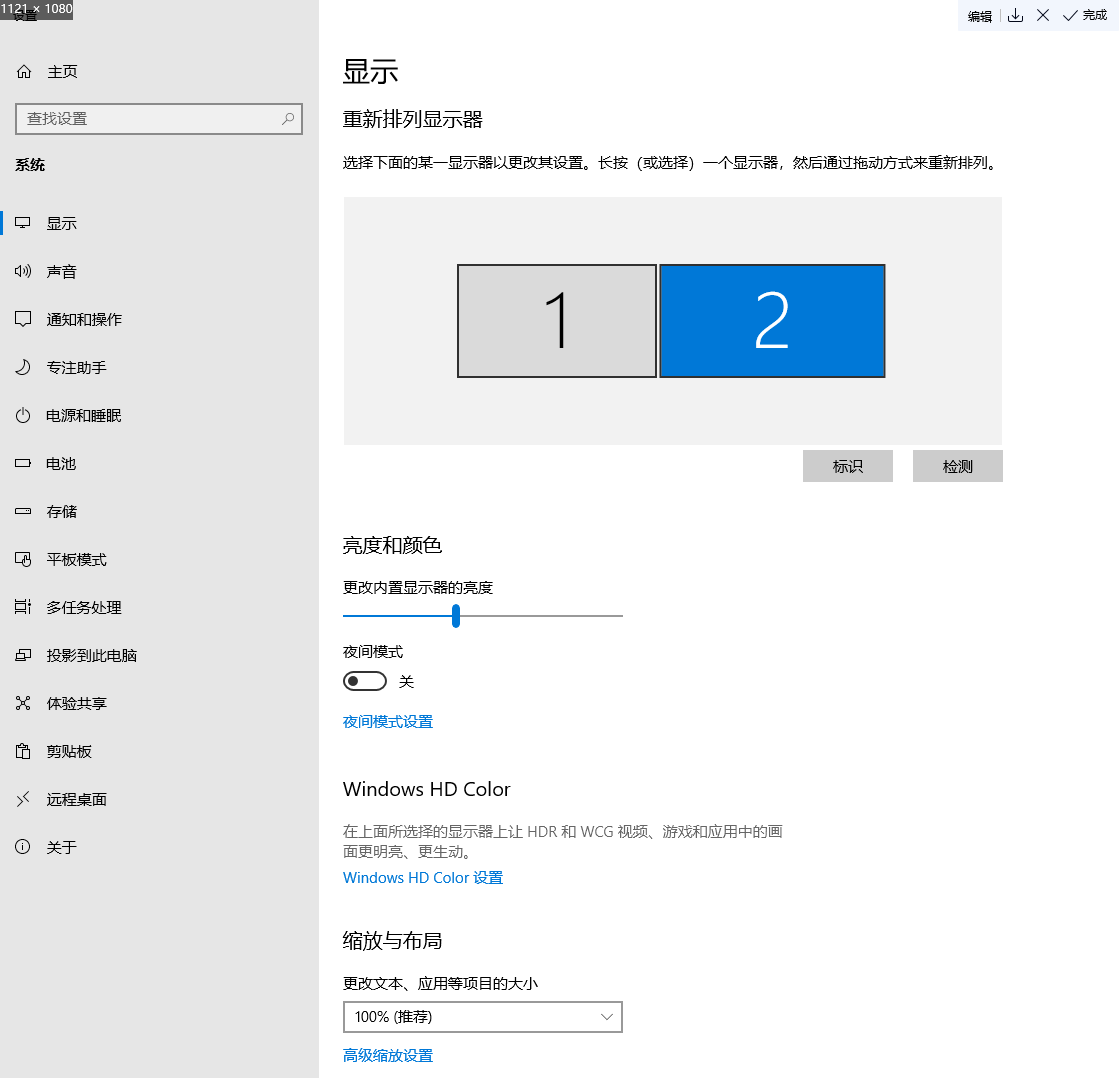 1121 × 1080
设置
编辑
完成
主页
查找设置
系统
显示
声音
通知和操作
专注助手
电源和睡眠
电池
存储
平板模式
多任务处理
投影到此电脑
体验共享
剪贴板
远程桌面
关于
显示
重新排列显示器
选择下面的某一显示器以更改其设置。长按（或选择）一个显示器，然后通过拖动方式来重新排列。
1
2
标识
检测
亮度和颜色
更改内置显示器的亮度
夜间模式
关
夜间模式设置
Windows HD Color
在上面所选择的显示器上让 HDR 和 WCG 视频、游戏和应用中的画
面更明亮、更生动。
Windows HD Color 设置
缩放与布局
更改文本、应用等项目的大小
100% (推荐)
高级缩放设置